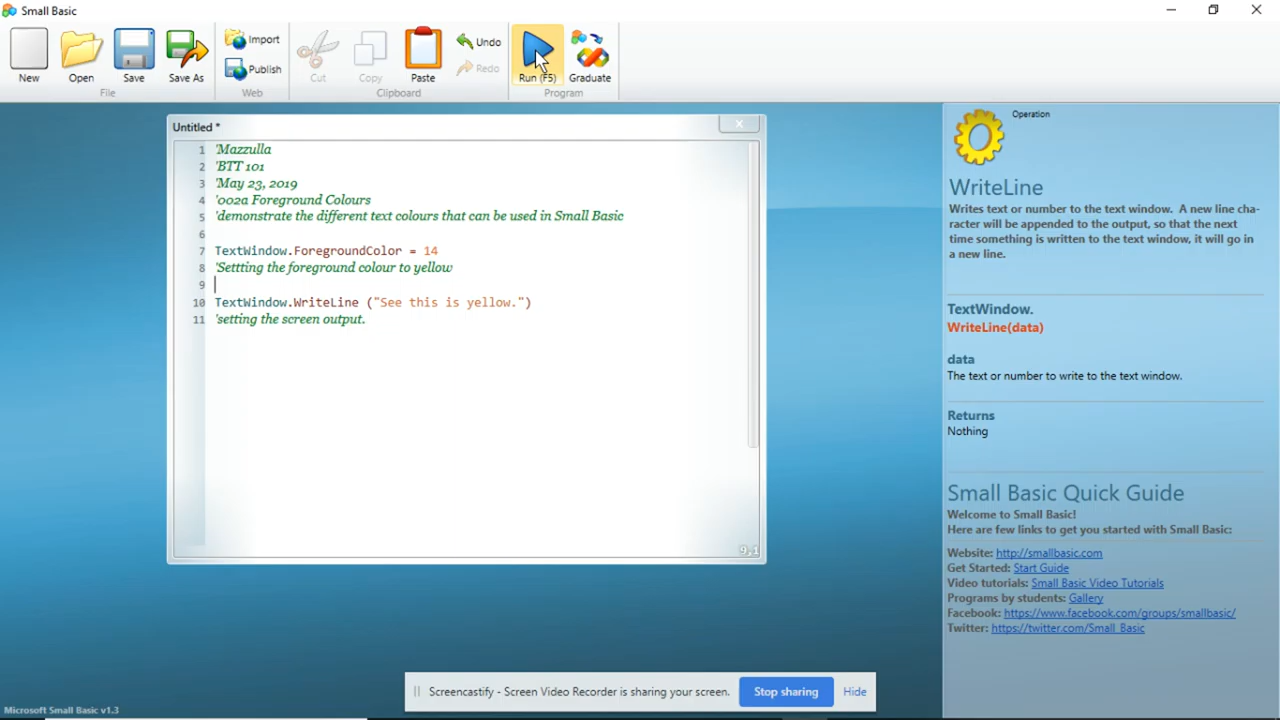 Small Basic
New
Open
Save
Save As
File
Import
Publish
Web
Cut
Copy
Paste
Undo
Redo
Clipboard
Run (F5)
Graduate
Program
Untitled *
1 'Mazzulla
2 'BTT 101
3 'May 23, 2019
4 '002a Foreground Colours
5 'demonstrate the different text colours that can be used in Small Basic
6
7 TextWindow.ForegroundColor = 14
8 'Settting the foreground colour to yellow
9
10 TextWindow.WriteLine ("See this is yellow.")
11 'setting the screen output.
9,1
Operation
WriteLine
Writes text or number to the text window. A new line cha-
racter will be appended to the output, so that the next
time something is written to the text window, it will go in
a new line.
TextWindow.
WriteLine(data)
data
The text or number to write to the text window.
Returns
Nothing
Small Basic Quick Guide
Welcome to Small Basic!
Here are few links to get you started with Small Basic:
Website: http://smallbasic.com
Get Started: Start Guide
Video tutorials: Small Basic Video Tutorials
Programs by students: Gallery
Facebook: https://www.facebook.com/groups/smallbasic/
Twitter: https://twitter.com/Small_Basic
Screencastify - Screen Video Recorder is sharing your screen.
Stop sharing
Hide
Microsoft Small Basic v1.3